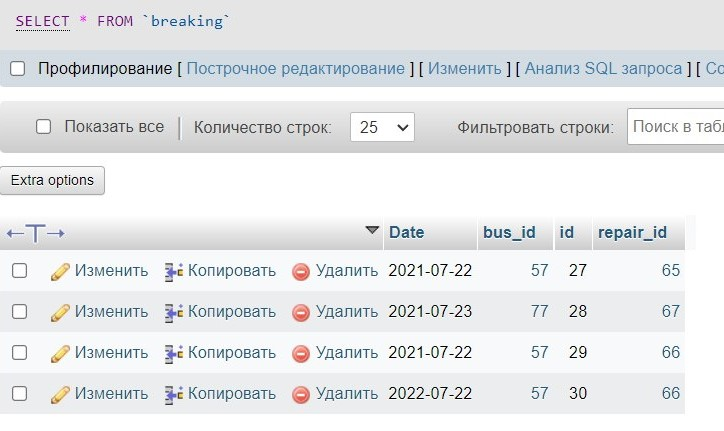 SELECT * FROM `breaking`
Профилирование [ Построчное редактирование ] [ Изменить ] [ Анализ SQL запроса ] [
Показать все | Количество строк: 25 Фильтровать строки: Поиск в
Extra options
Date bus_id id repair_id
Изменить Копировать Удалить 2021-07-22 57 27 65
Изменить Копировать Удалить 2021-07-23 77 28 67
Изменить Копировать Удалить 2021-07-22 57 29 66
Изменить Копировать Удалить 2022-07-22 57 30 66